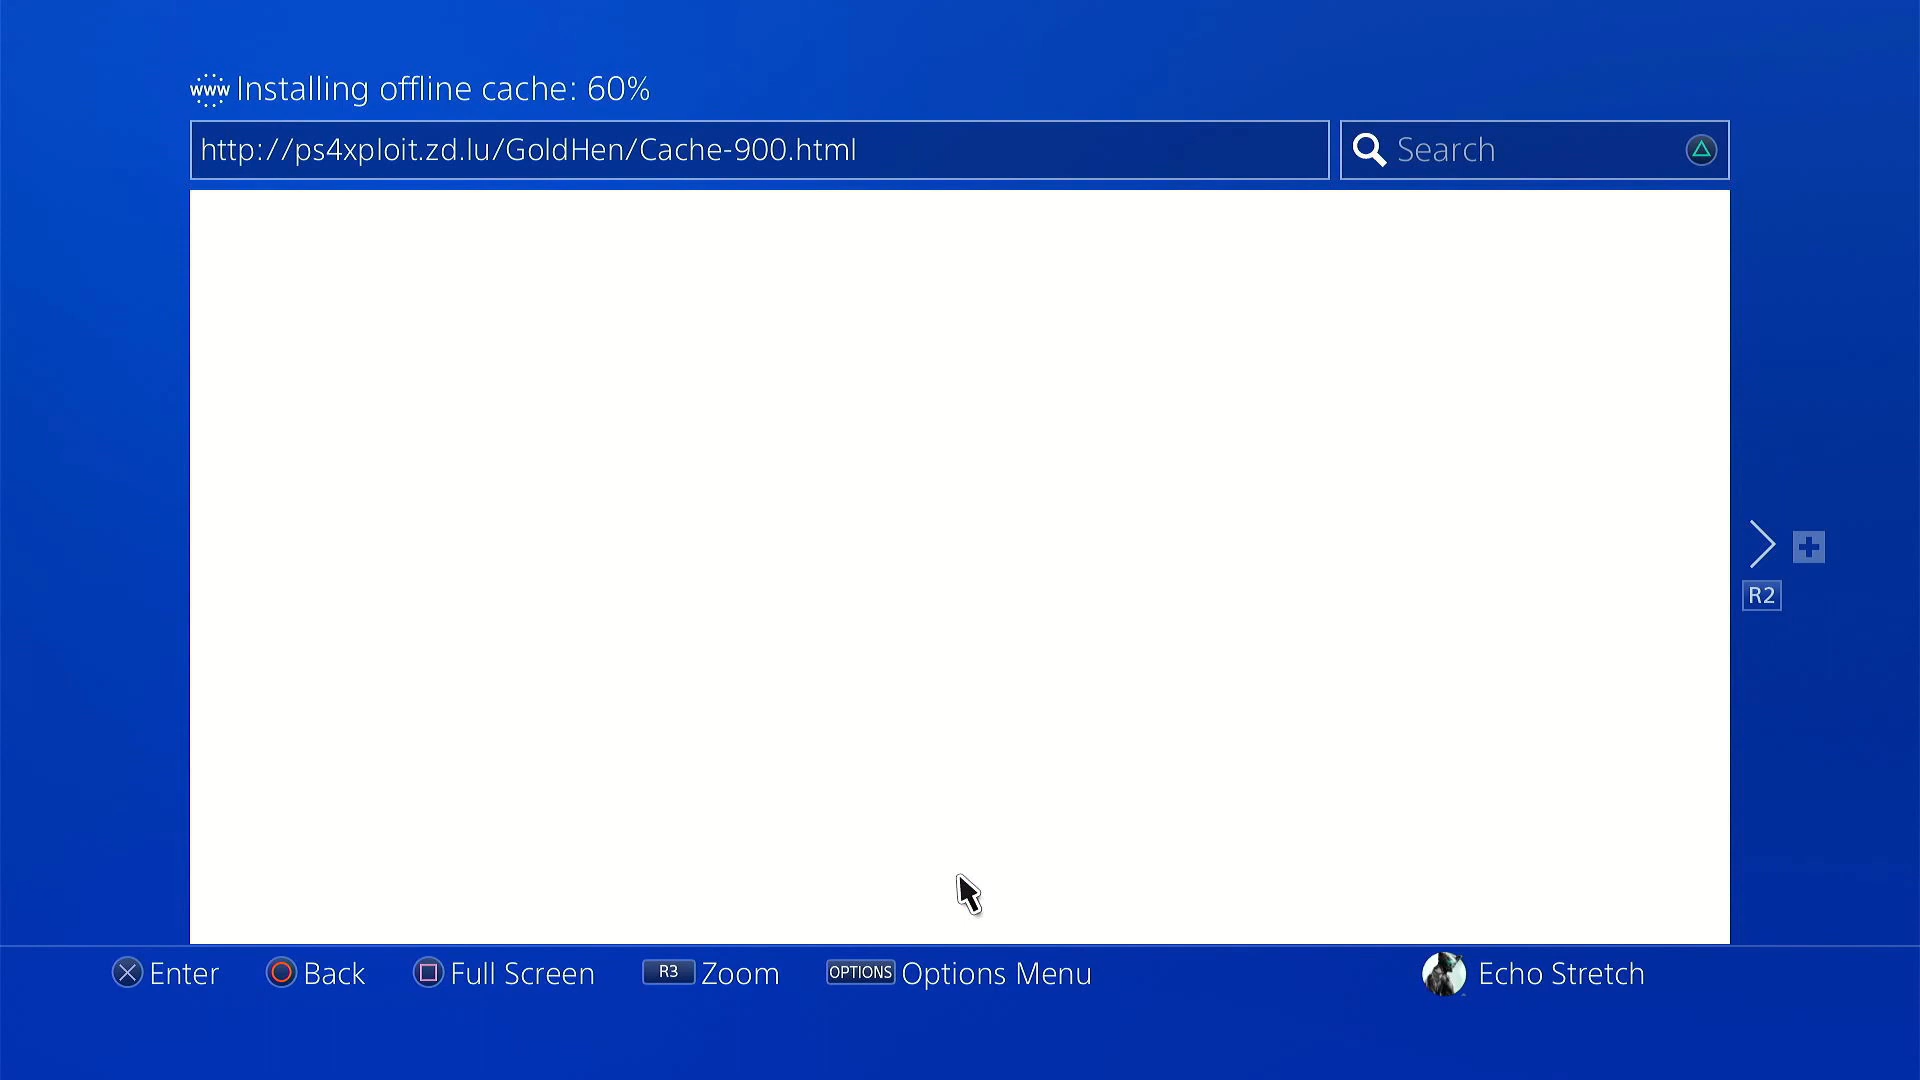 www Installing offline cache: 60%
http://ps4xploit.zd.lu/GoldHen/Cache-900.html
Search
R2
Enter Back Full Screen R3 Zoom OPTIONS Options Menu Echo Stretch